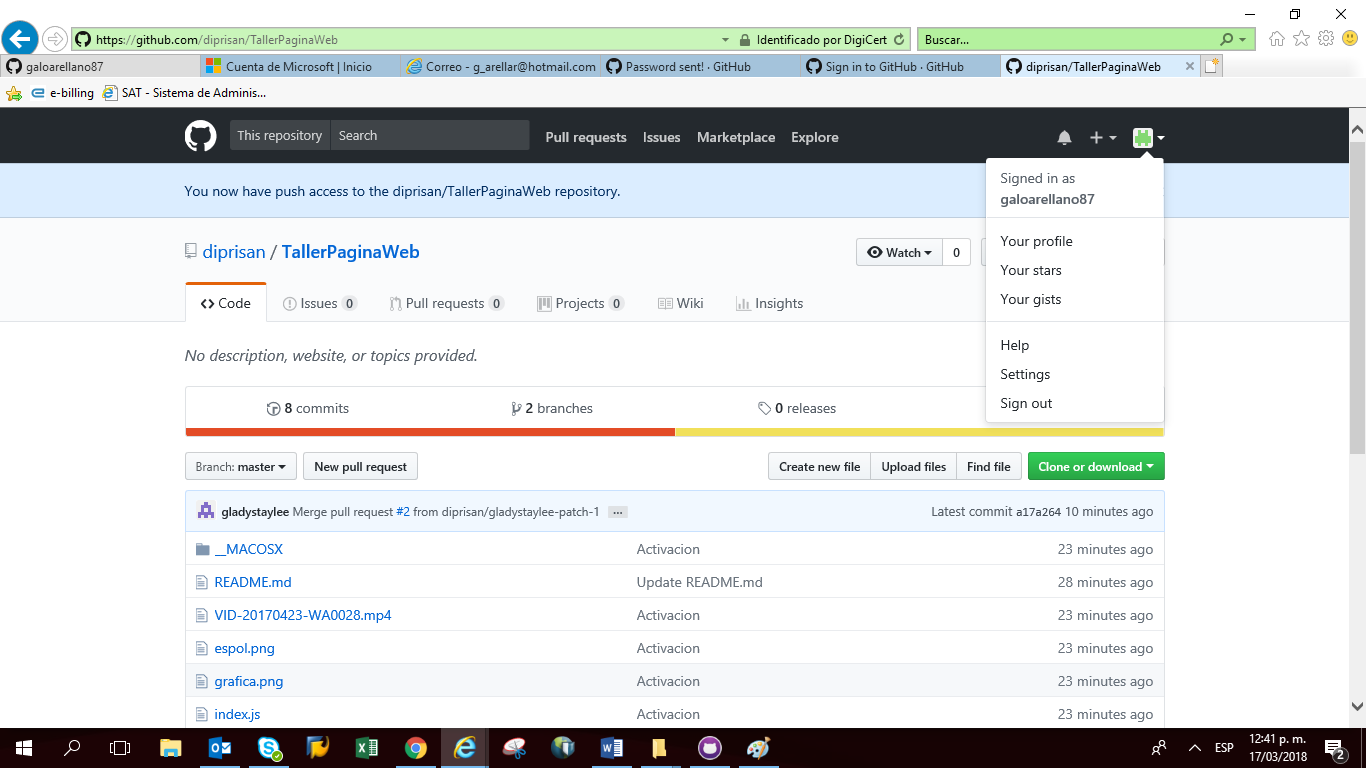 https://github.com/diprisan/TallerPaginaWeb
Identificado por DigiCert
Buscar...
galoarellano87
Cuenta de Microsoft | Inicio
Correo - g_arellar@hotmail.com
Password sent! · GitHub
Sign in to GitHub · GitHub
diprisan/TallerPaginaWeb
e-billing
SAT - Sistema de Adminis...
This repository
Search
Pull requests
Issues
Marketplace
Explore
You now have push access to the diprisan/TallerPaginaWeb repository.
Signed in as
galoarellano87
Your profile
Your stars
Your gists
Help
Settings
Sign out
diprisan / TallerPaginaWeb
Watch
0
Code
Issues 0
Pull requests 0
Projects 0
Wiki
Insights
No description, website, or topics provided.
8 commits
2 branches
0 releases
Branch: master
New pull request
Create new file
Upload files
Find file
Clone or download
gladystaylee Merge pull request #2 from diprisan/gladystaylee-patch-1 ...
Latest commit a17a264 10 minutes ago
__MACOSX
Activacion
23 minutes ago
README.md
Update README.md
28 minutes ago
VID-20170423-WA0028.mp4
Activacion
23 minutes ago
espol.png
Activacion
23 minutes ago
grafica.png
Activacion
23 minutes ago
index.js
Activacion
23 minutes ago
ESP
12:41 p. m.
17/03/2018
2